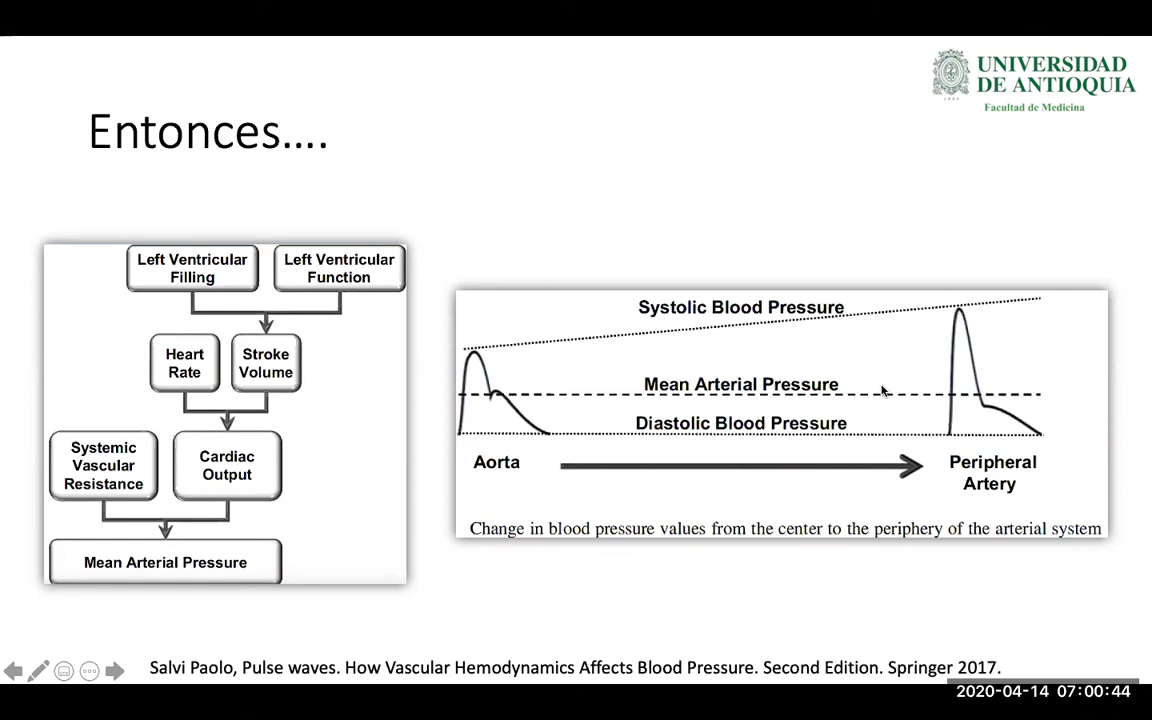 UNIVERSIDAD
DE ANTIOQUIA
1803
Facultad de Medicina
Entonces….
Left Ventricular
Filling
Left Ventricular
Function
Heart
Rate
Stroke
Volume
Systemic
Vascular
Resistance
Cardiac
Output
Mean Arterial Pressure
Systolic Blood Pressure
Mean Arterial Pressure
Diastolic Blood Pressure
Aorta
Peripheral
Artery
Change in blood pressure values from the center to the periphery of the arterial system
Salvi Paolo, Pulse waves. How Vascular Hemodynamics Affects Blood Pressure. Second Edition. Springer 2017.
2020-04-14 07:00:44